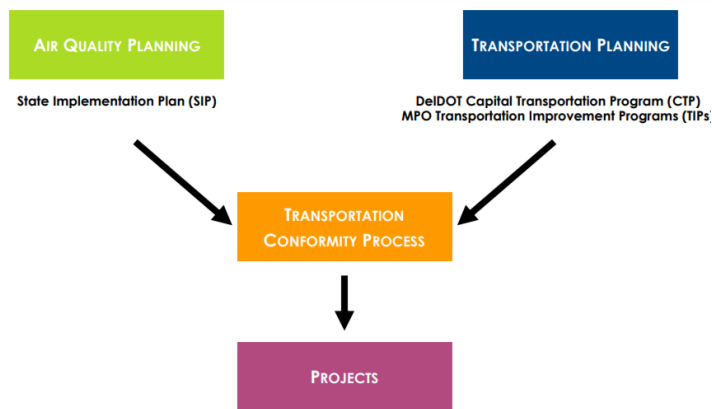 AIR QUALITY PLANNING
TRANSPORTATION PLANNING
State Implementation Plan (SIP)
DelDOT Capital Transportation Program (CTP)
MPO Transportation Improvement Programs (TIPs)
TRANSPORTATION
CONFORMITY PROCESS
PROJECTS